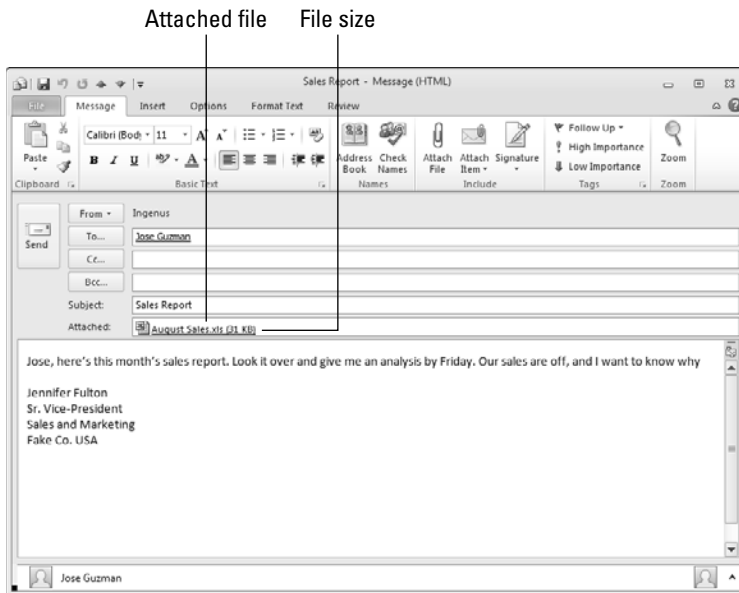 Attached file File size
Sales Report - Message (HTML)
File Message Insert Options Format Text Review
Paste
Calibri (Body 11 A A
B I U ab A
Address Book
Check Names
Attach File
Attach Item
Signature
Follow Up
High Importance
Low Importance
Zoom
Clipboard Basic Text Names Include Tags Zoom
Send
From Ingenus
To... Jose Guzman
Cc...
Bcc...
Subject: Sales Report
Attached: August Sales.xls (31 KB)
Jose, here's this month's sales report. Look it over and give me an analysis by Friday. Our sales are off, and I want to know why
Jennifer Fulton
Sr. Vice-President
Sales and Marketing
Fake Co. USA
Jose Guzman